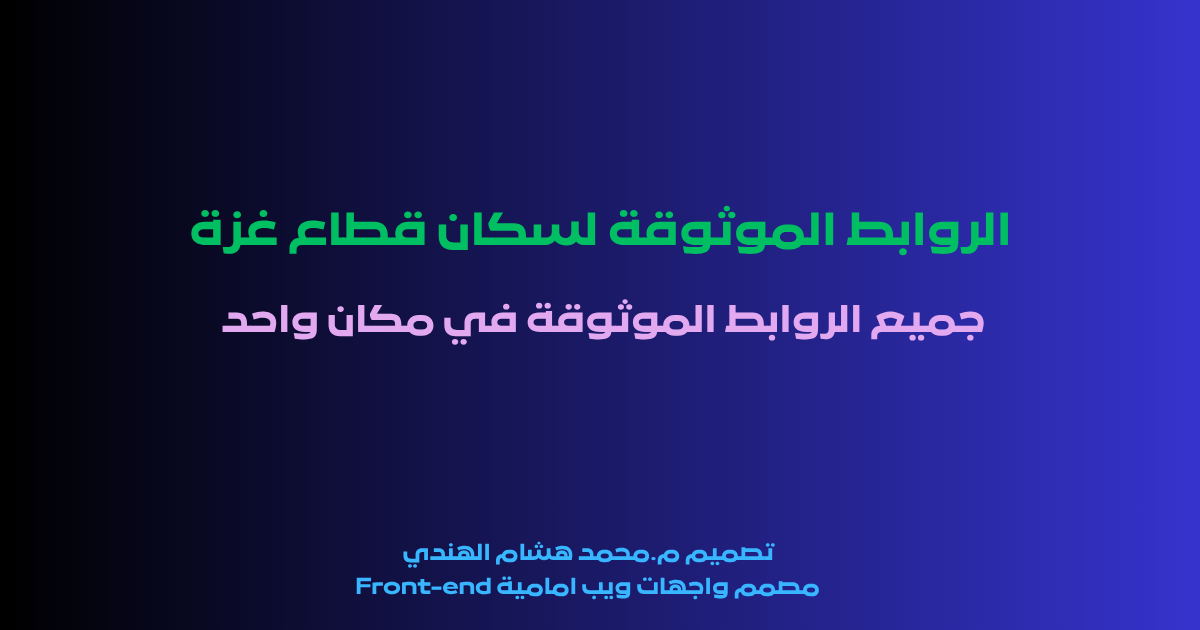 الروابط الموثوقة لسكان قطاع غزة
جميع الروابط الموثوقة في مكان واحد
تصميم م.محمد هشام الهندي
مصمم واجهات ويب امامية Front-end